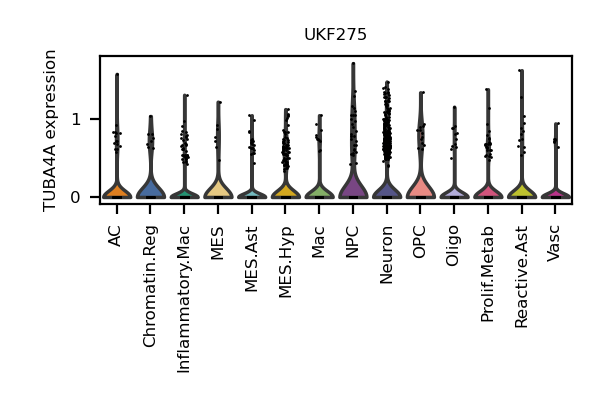 UKF275
TUBA4A expression
1
0
AC
Chromatin.Reg
Inflammatory.Mac
MES
MES.Ast
MES.Hyp
Mac
NPC
Neuron
OPC
Oligo
Prolif.Metab
Reactive.Ast
Vasc